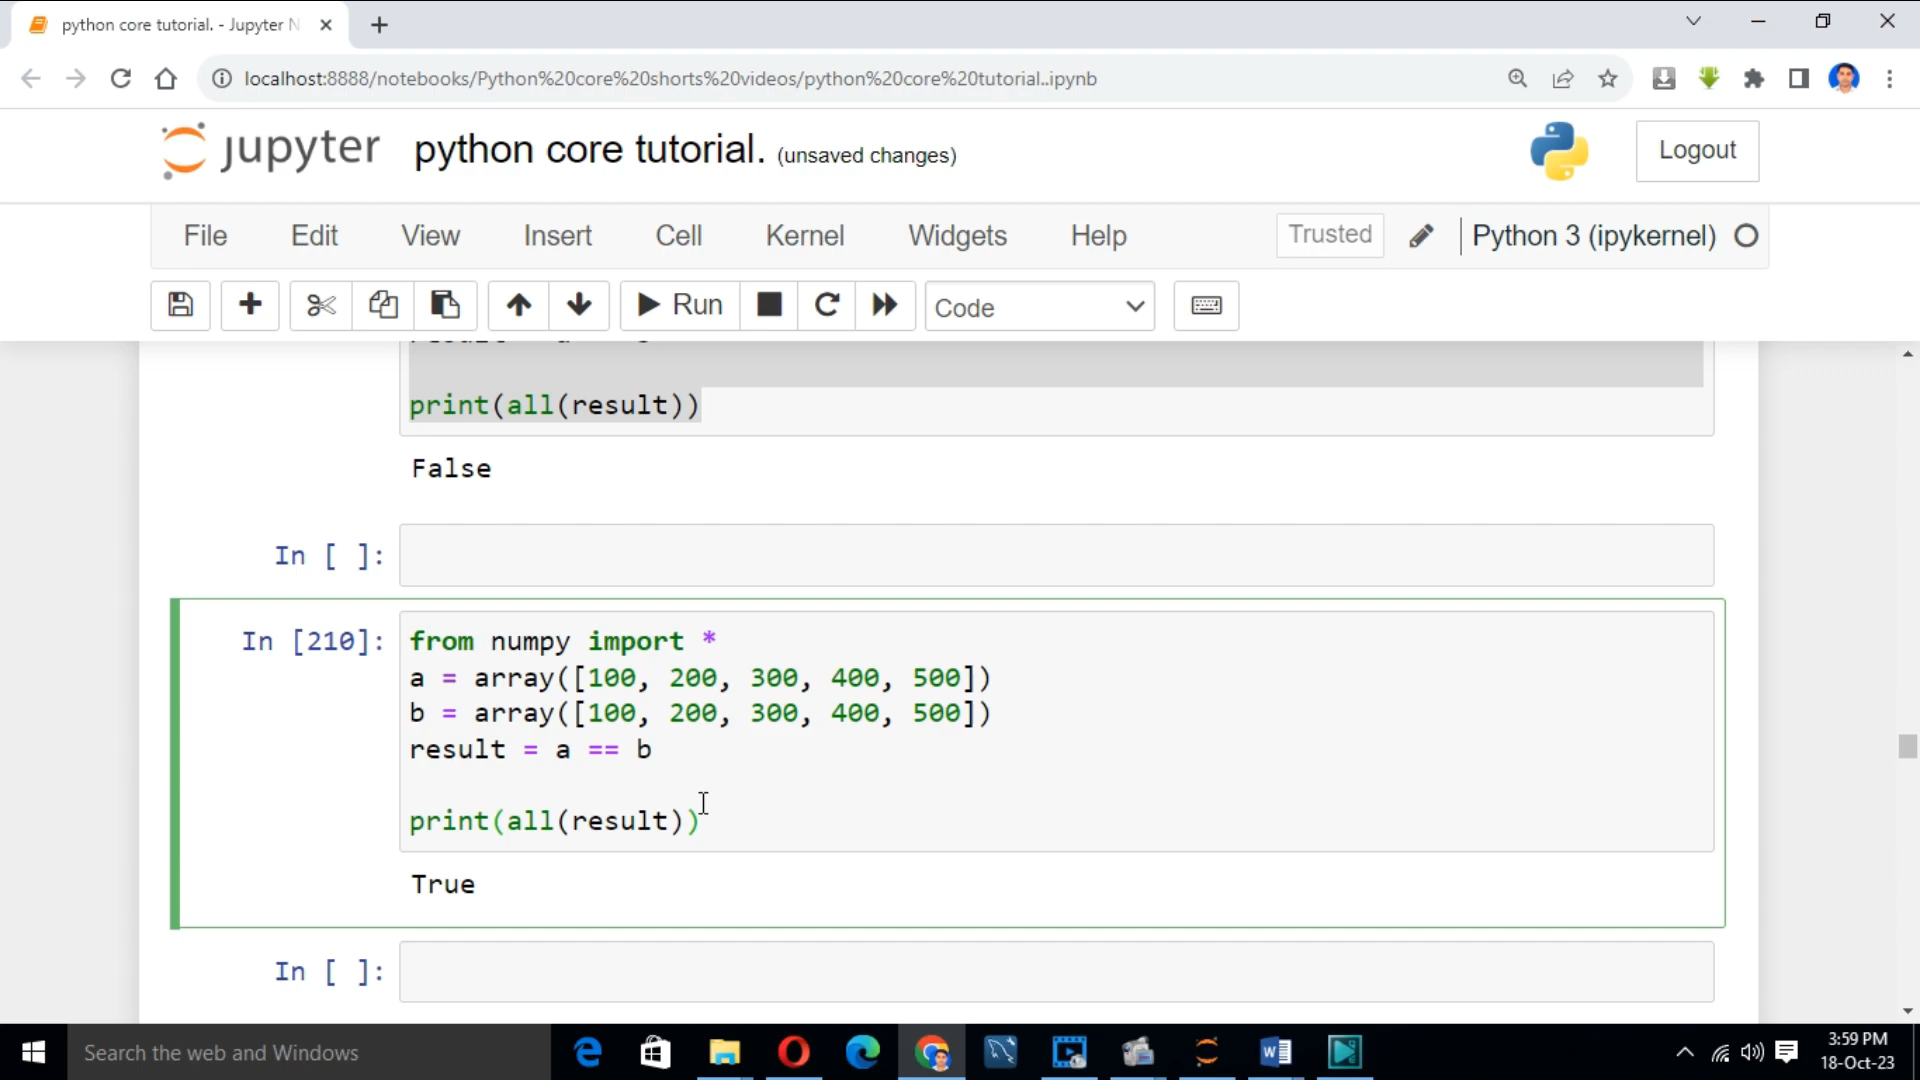 python core tutorial. - Jupyter N
localhost:8888/notebooks/Python%20core%20shorts%20videos/python%20core%20tutorial..ipynb
jupyter python core tutorial. (unsaved changes)
Logout
File Edit View Insert Cell Kernel Widgets Help Trusted Python 3 (ipykernel)
Run Code
print(all(result))
False
In [ ]:
In [210]: from numpy import *
a = array([100, 200, 300, 400, 500])
b = array([100, 200, 300, 400, 500])
result = a == b
print(all(result))
True
In [ ]:
Search the web and Windows
3:59 PM
18-Oct-23